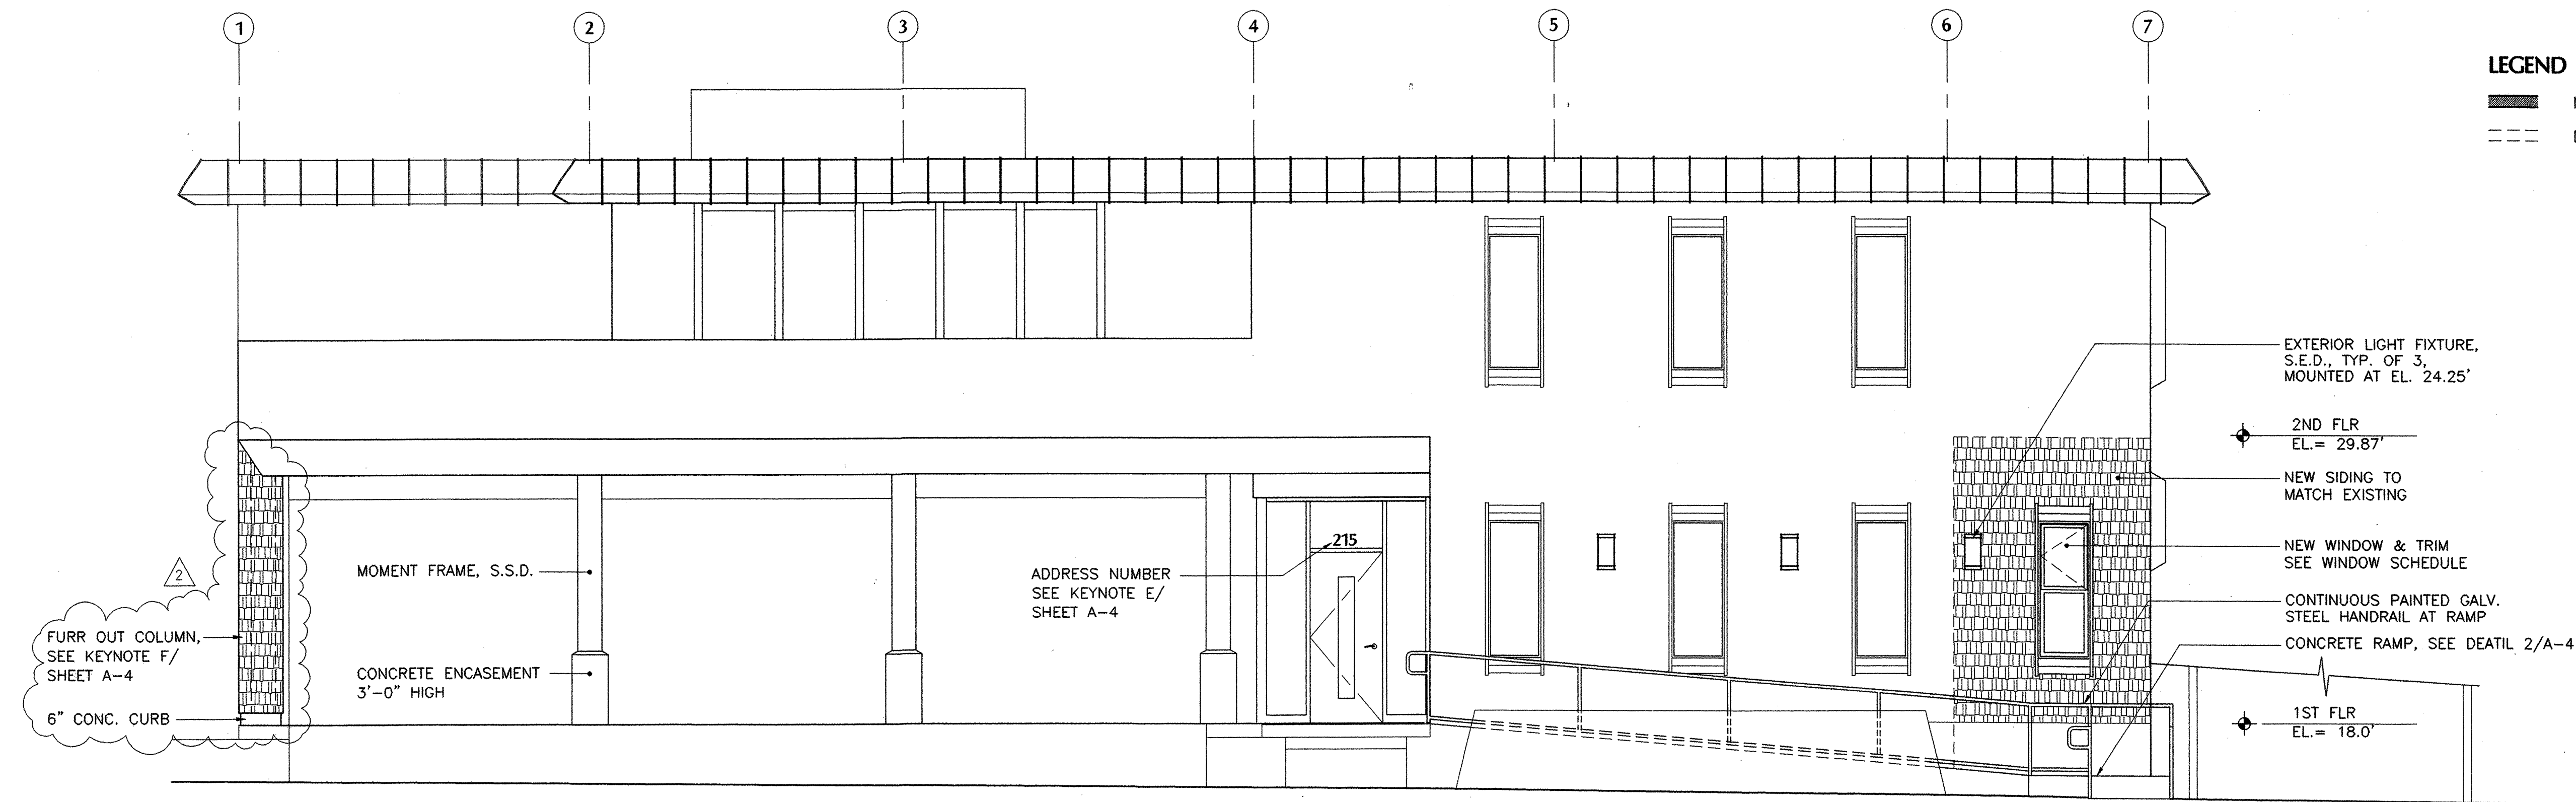 1
2
3
4
5
6
7
LEGEND
EXTERIOR LIGHT FIXTURE,
S.E.D., TYP. OF 3,
MOUNTED AT EL. 24.25'
2ND FLR
EL.= 29.87'
NEW SIDING TO
MATCH EXISTING
215
MOMENT FRAME, S.S.D.
ADDRESS NUMBER
SEE KEYNOTE E/
SHEET A-4
NEW WINDOW & TRIM
SEE WINDOW SCHEDULE
2
CONTINUOUS PAINTED GALV.
STEEL HANDRAIL AT RAMP
FURR OUT COLUMN,
SEE KEYNOTE F/
SHEET A-4
CONCRETE RAMP, SEE DEATIL 2/A-4
CONCRETE ENCASEMENT
3'-0" HIGH
6" CONC. CURB
1ST FLR
EL.= 18.0'